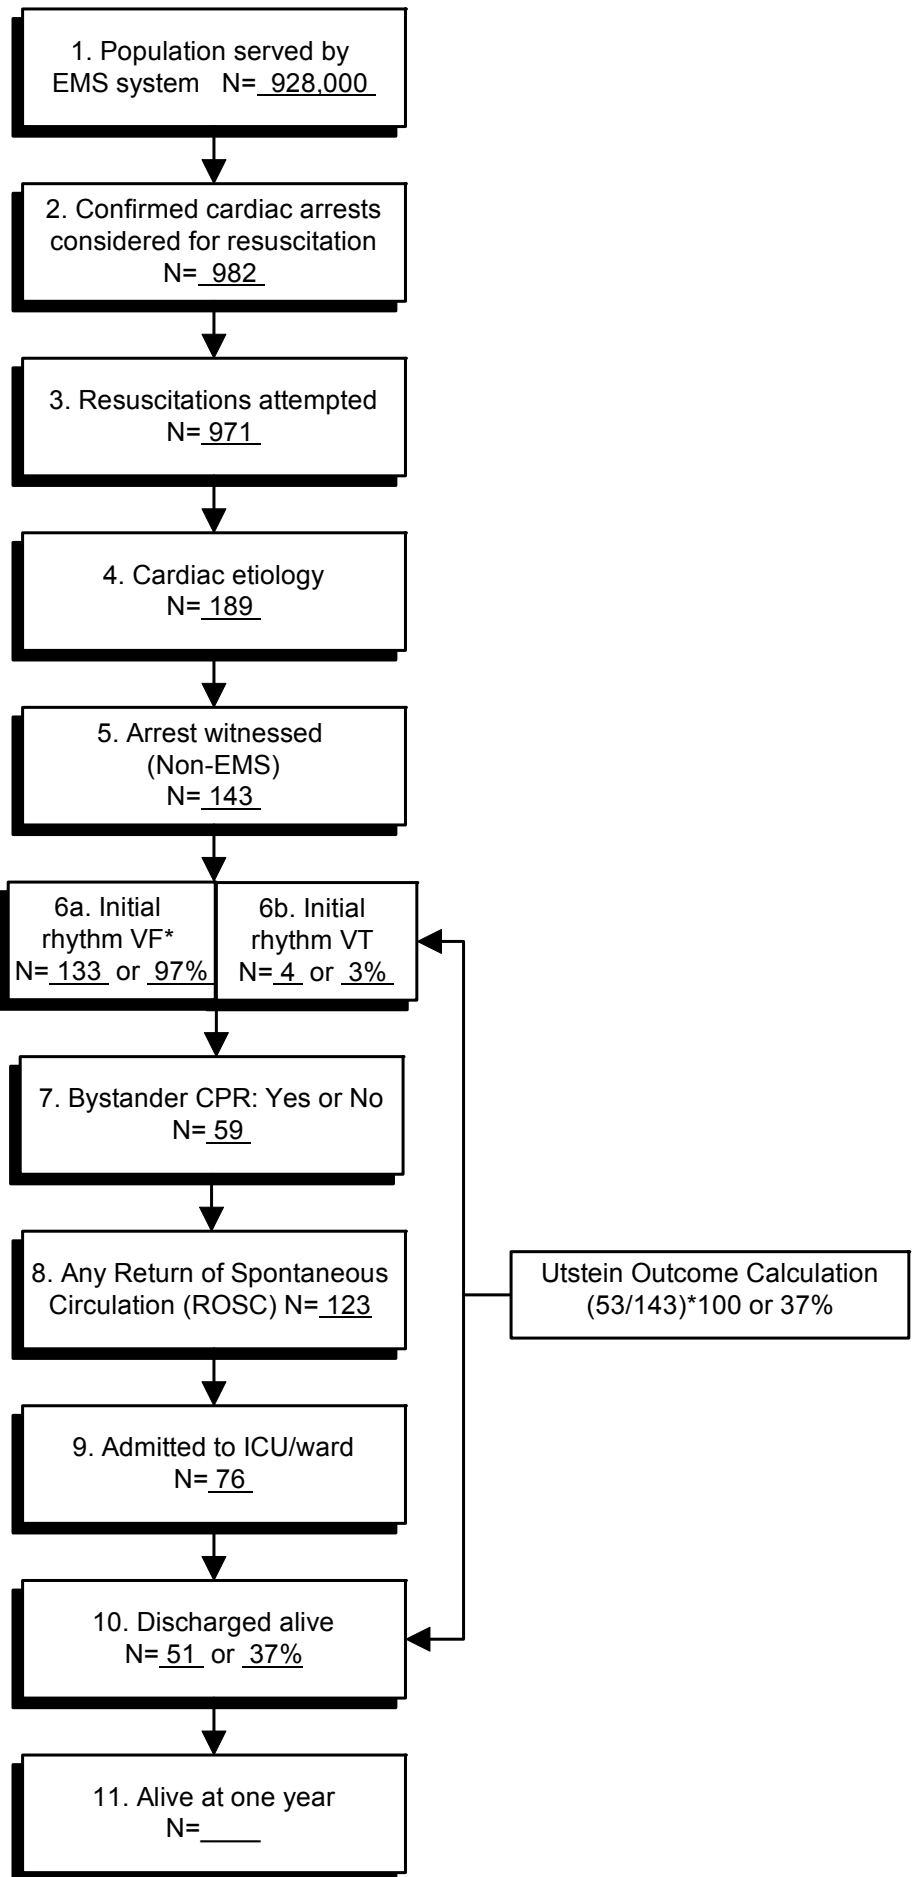 1. Population served by
EMS system N= 928,000
2. Confirmed cardiac arrests
considered for resuscitation
N= 982
3. Resuscitations attempted
N= 971
4. Cardiac etiology
N= 189
5. Arrest witnessed
(Non-EMS)
N= 143
6a. Initial
rhythm VF*
N= 133 or 97%
6b. Initial
rhythm VT
N= 4 or 3%
7. Bystander CPR: Yes or No
N= 59
8. Any Return of Spontaneous
Circulation (ROSC) N= 123
Utstein Outcome Calculation
(53/143)*100 or 37%
9. Admitted to ICU/ward
N= 76
10. Discharged alive
N= 51 or 37%
11. Alive at one year
N=____